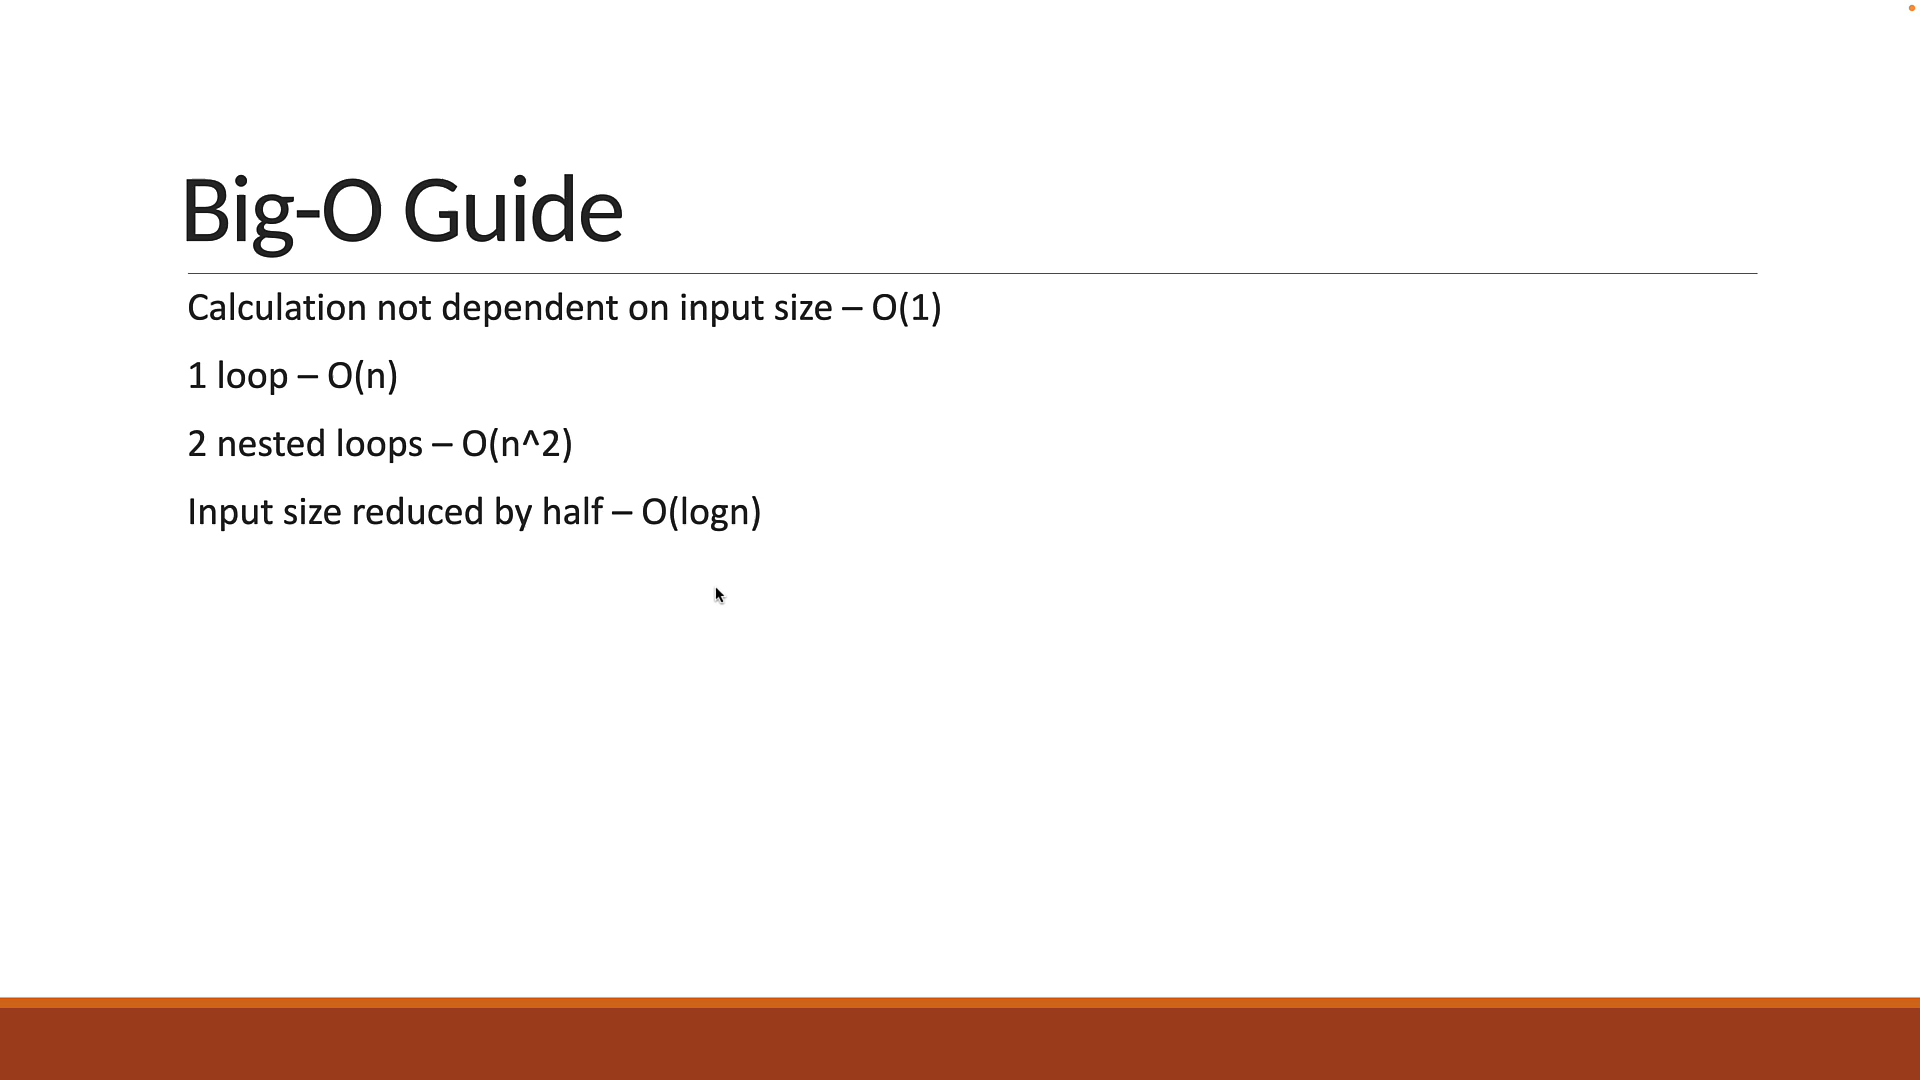 Big-O Guide
Calculation not dependent on input size – O(1)
1 loop – O(n)
2 nested loops – O(n^2)
Input size reduced by half – O(logn)